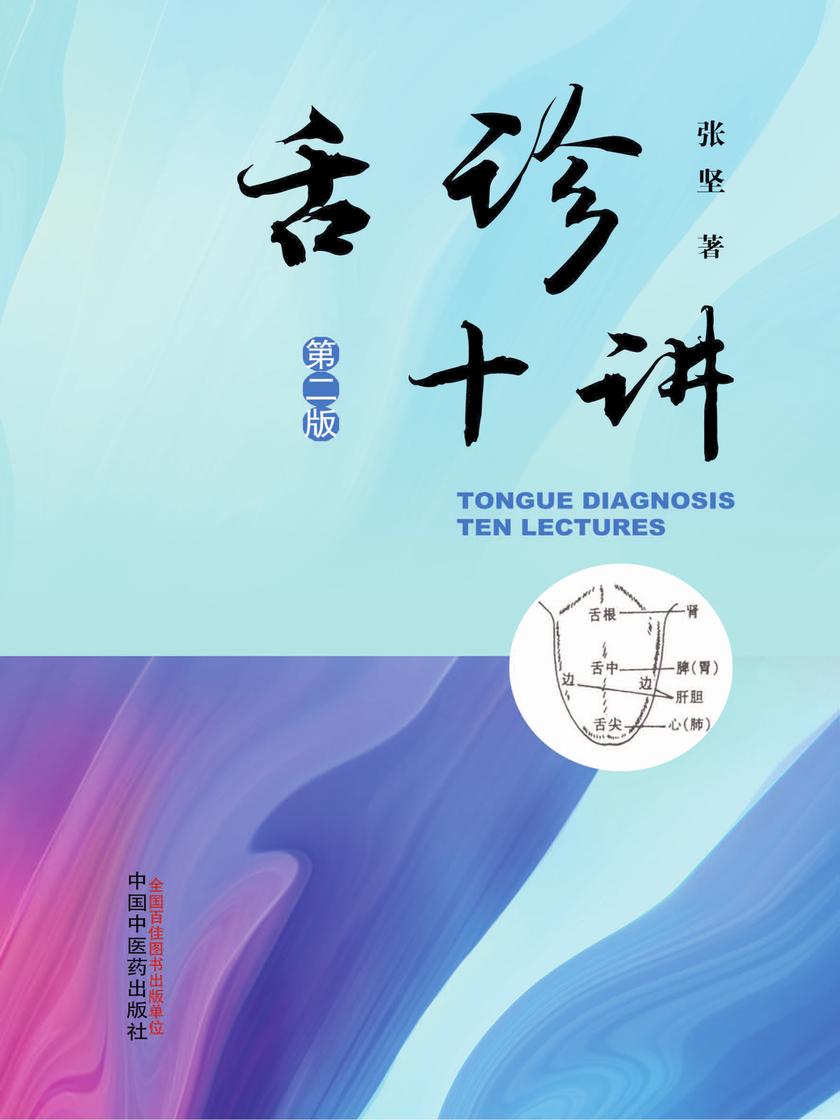 舌诊
十讲
张坚 著
第二版
TONGUE DIAGNOSIS
TEN LECTURES
舌根 肾
舌中 脾(胃)
边 边 肝胆
舌尖 心(肺)
全国百佳图书出版单位
中国中医药出版社